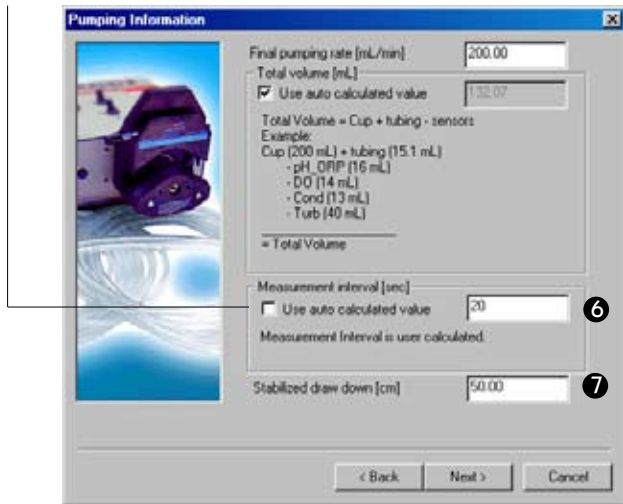 Pumping Information
Final pumping rate [mL/min] 200.00
Total volume [mL]
Use auto calculated value 132.07
Total Volume = Cup + tubing - sensors
Example:
Cup (200 mL) + tubing (15.1 mL)
- pH_ORP (16 mL)
- DO (14 mL)
- Cond (13 mL)
- Turb (40 mL)
= Total Volume
Measurement interval [sec]
Use auto calculated value 20 6
Measurement Interval is user calculated.
Stabilized draw down [cm] 50.00 7
< Back Next > Cancel